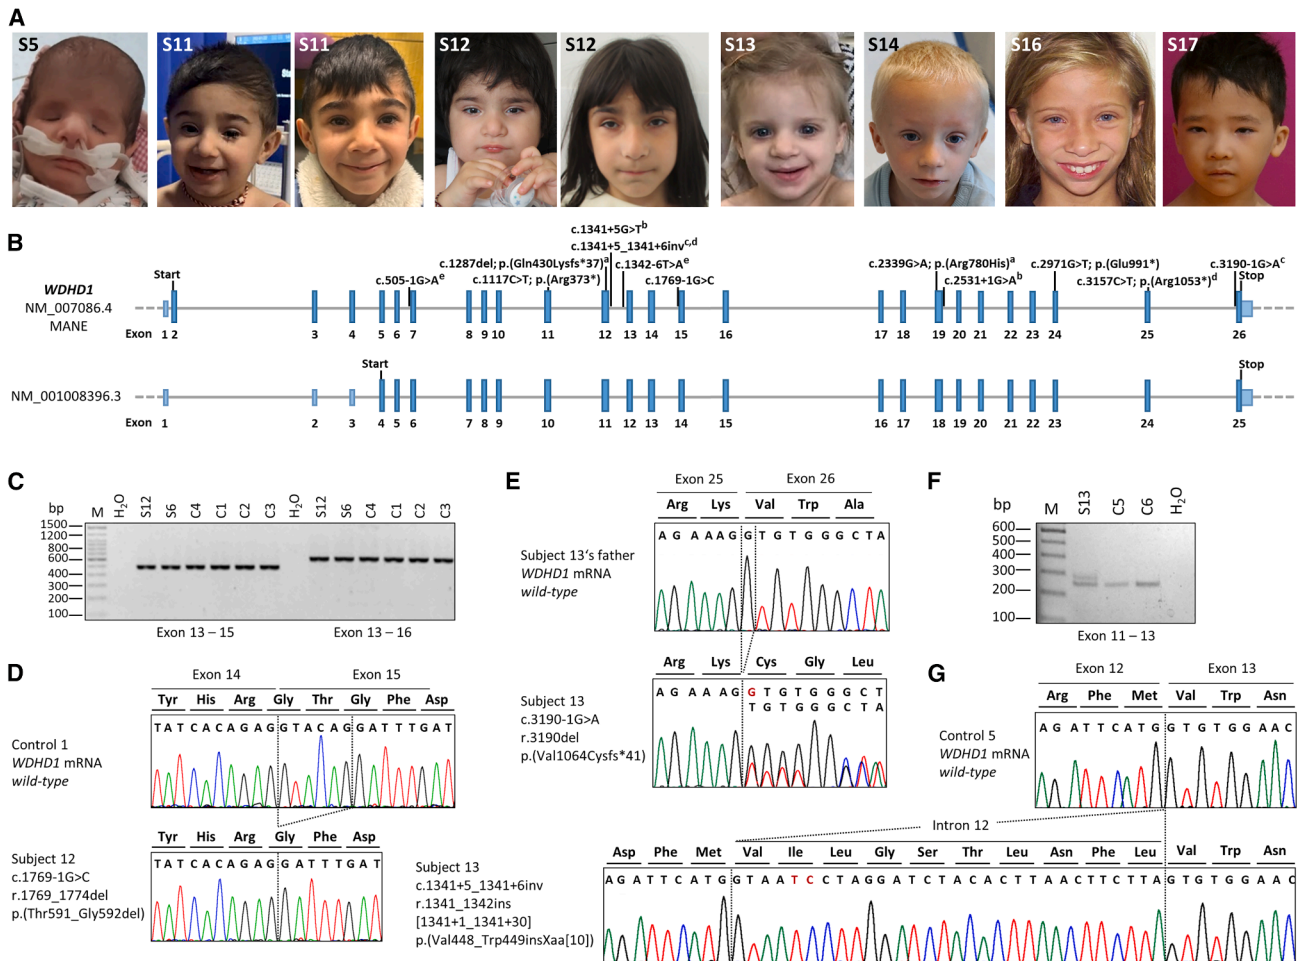 A
S5 S11 S11 S12 S12 S13 S14 S16 S17
B
c.1341+5G>Tᵇ
c.1341+5_1341+6invᶜ,ᵈ
c.1287del; p.(Gln430Lysfs*37)ᵃ c.1342-6T>Aᵉ c.2339G>A; p.(Arg780His)ᵃ c.2971G>T; p.(Glu991*) c.3190-1G>Aᶜ
Start c.505-1G>Aᵉ c.1117C>T; p.(Arg373*) c.1769-1G>C c.2531+1G>Aᵇ c.3157C>T; p.(Arg1053*)ᵈ Stop
WDHD1
NM_007086.4
MANE
Exon 1 2 3 4 5 6 7 8 9 10 11 12 13 14 15 16 17 18 19 20 21 22 23 24 25 26
Start Stop
NM_001008396.3
Exon 1 2 3 4 5 6 7 8 9 10 11 12 13 14 15 16 17 18 19 20 21 22 23 24 25
C
bp M H₂O S12 S6 C4 C1 C2 C3 H₂O S12 S6 C4 C1 C2 C3
1500
1200
800
600
400
300
200
100
Exon 13 – 15 Exon 13 – 16
D
Exon 14 Exon 15
Tyr His Arg Gly Thr Gly Phe Asp
T A T C A C A G A G G T A C A G G A T T T G A T
Control 1
WDHD1 mRNA
wild-type
Tyr His Arg Gly Phe Asp
T A T C A C A G A G G A T T T G A T
Subject 12
c.1769-1G>C
r.1769_1774del
p.(Thr591_Gly592del)
E
Exon 25 Exon 26
Arg Lys Val Trp Ala
A G A A A G G T G T G G G C T A
Subject 13‘s father
WDHD1 mRNA
wild-type
Arg Lys Cys Gly Leu
A G A A A G G T G T G G G C T
T G T G G G C T A
Subject 13
c.3190-1G>A
r.3190del
p.(Val1064Cysfs*41)
F
bp M S13 C5 C6 H₂O
600
500
400
300
200
100
Exon 11 – 13
G
Exon 12 Exon 13
Arg Phe Met Val Trp Asn
A G A T T C A T G G T G T G G A A C
Control 5
WDHD1 mRNA
wild-type
Intron 12
Asp Phe Met Val Ile Leu Gly Ser Thr Leu Asn Phe Leu Val Trp Asn
A G A T T C A T G G T A A T C C T A G G A T C T A C A C T T A A C T T C T T A G T G T G G A A C
Subject 13
c.1341+5_1341+6inv
r.1341_1342ins
[1341+1_1341+30]
p.(Val448_Trp449insXaa[10])